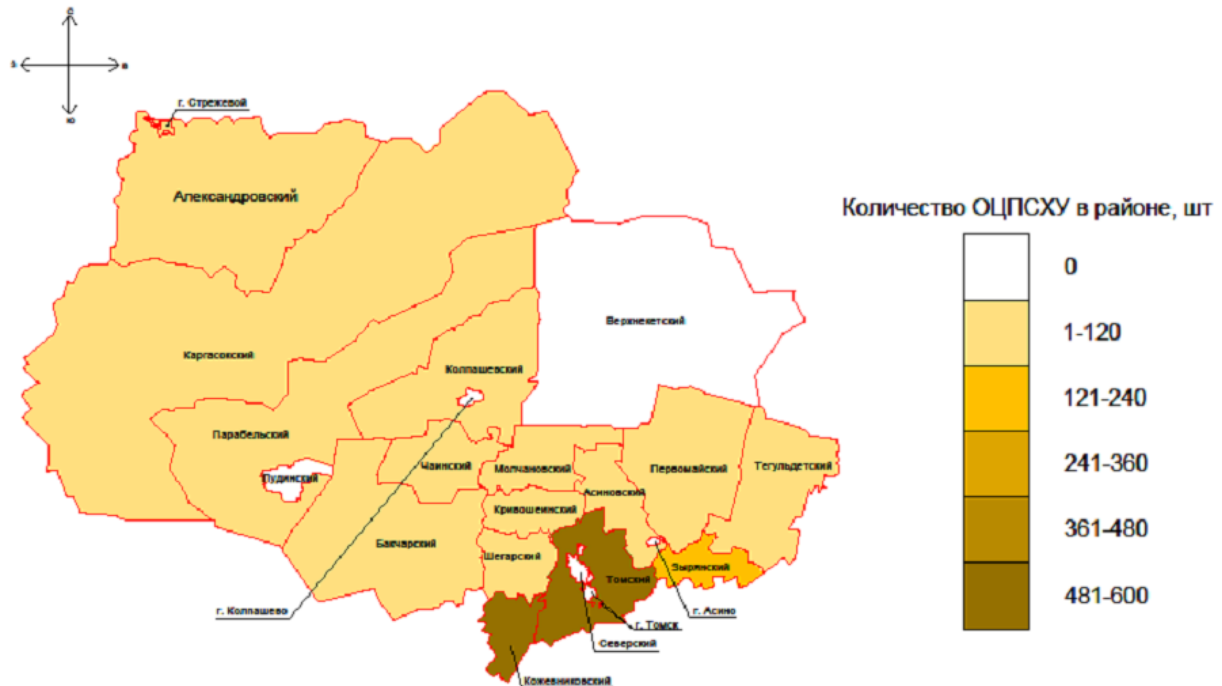 С
З
В
Ю
г. Стрежевой
Александровский
Количество ОЦПСХУ в районе, шт
0
1-120
121-240
241-360
361-480
481-600
Верхнекетский
Каргасокский
Колпашевский
Парабельский
Пудинский
Чаинский
Молчановский
Первомайский
Тегульдетский
Асиновский
Кривошеинский
Бакчарский
Шегарский
Томский
Зырянский
г. Колпашево
г. Асино
г. Томск
Северский
Кожевниковский